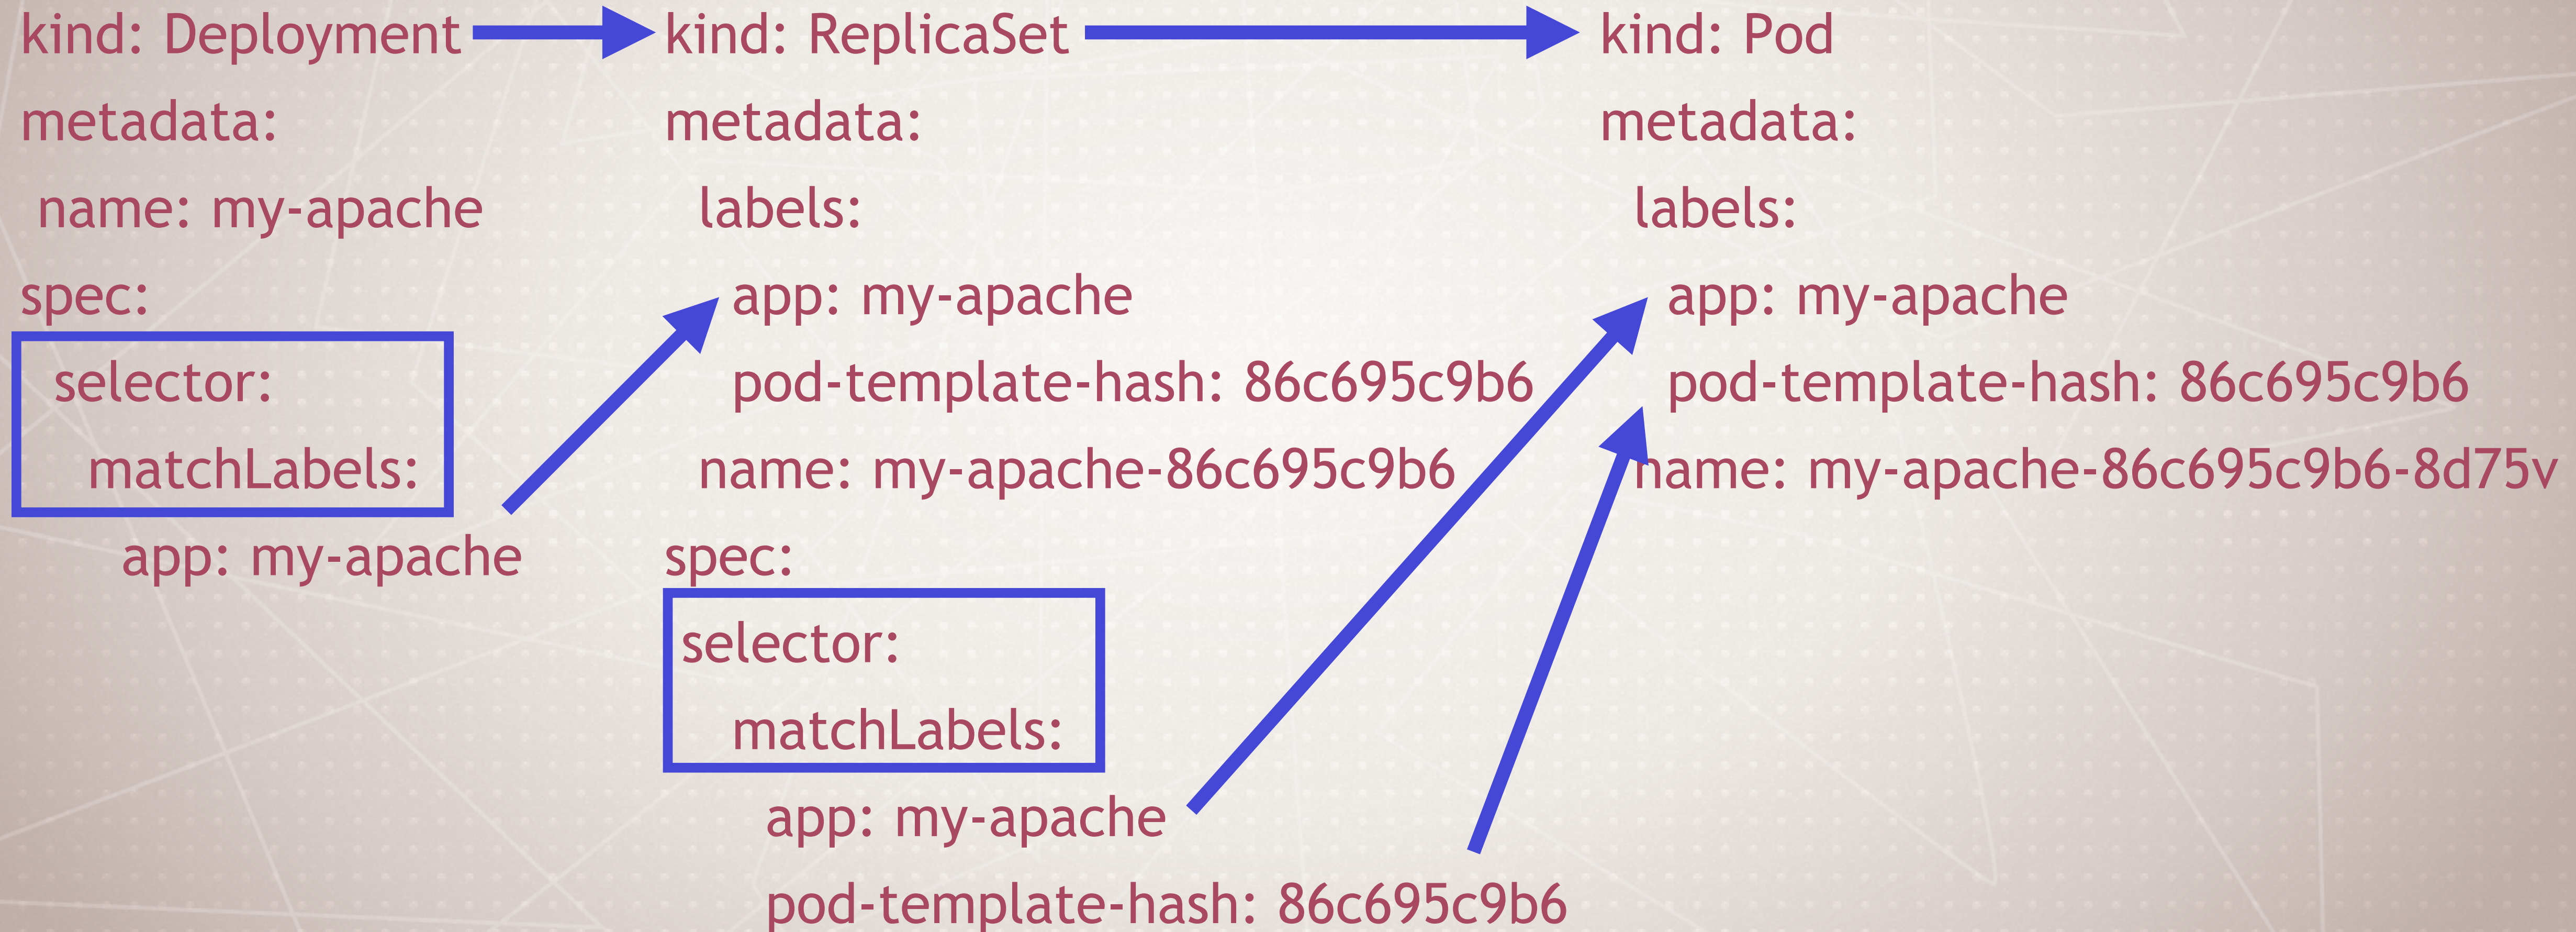 kind: Deployment
metadata:
name: my-apache
spec:
selector:
matchLabels:
app: my-apache
kind: ReplicaSet
metadata:
labels:
app: my-apache
pod-template-hash: 86c695c9b6
name: my-apache-86c695c9b6
spec:
selector:
matchLabels:
app: my-apache
pod-template-hash: 86c695c9b6
kind: Pod
metadata:
labels:
app: my-apache
pod-template-hash: 86c695c9b6
name: my-apache-86c695c9b6-8d75v